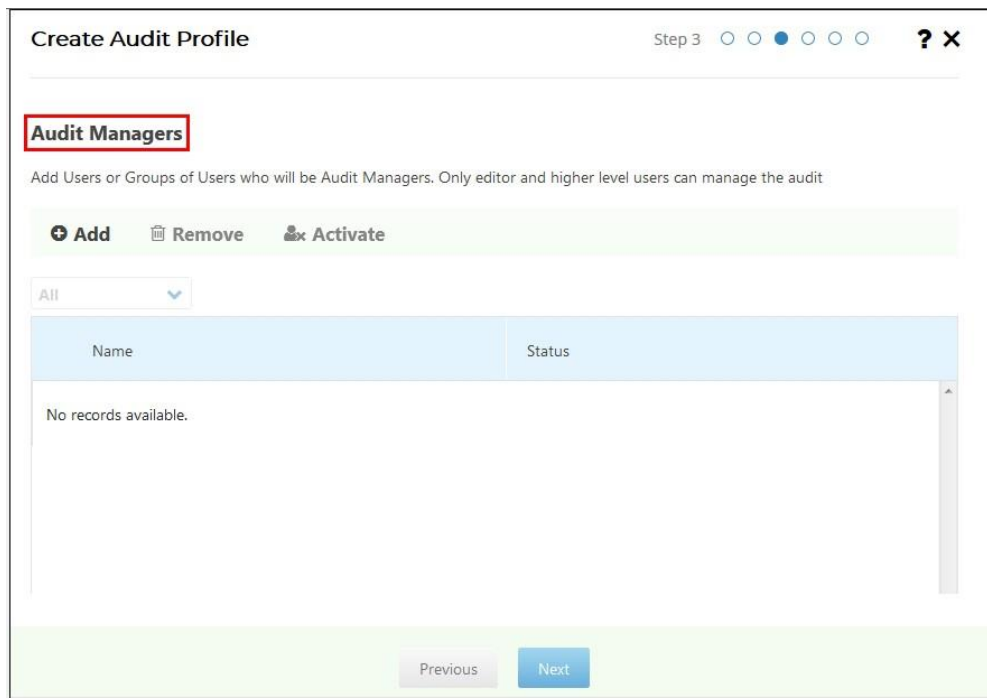 Create Audit Profile
Step 3
? ×
Audit Managers
Add Users or Groups of Users who will be Audit Managers. Only editor and higher level users can manage the audit
Add Remove Activate
All
Name Status
No records available.
Previous Next